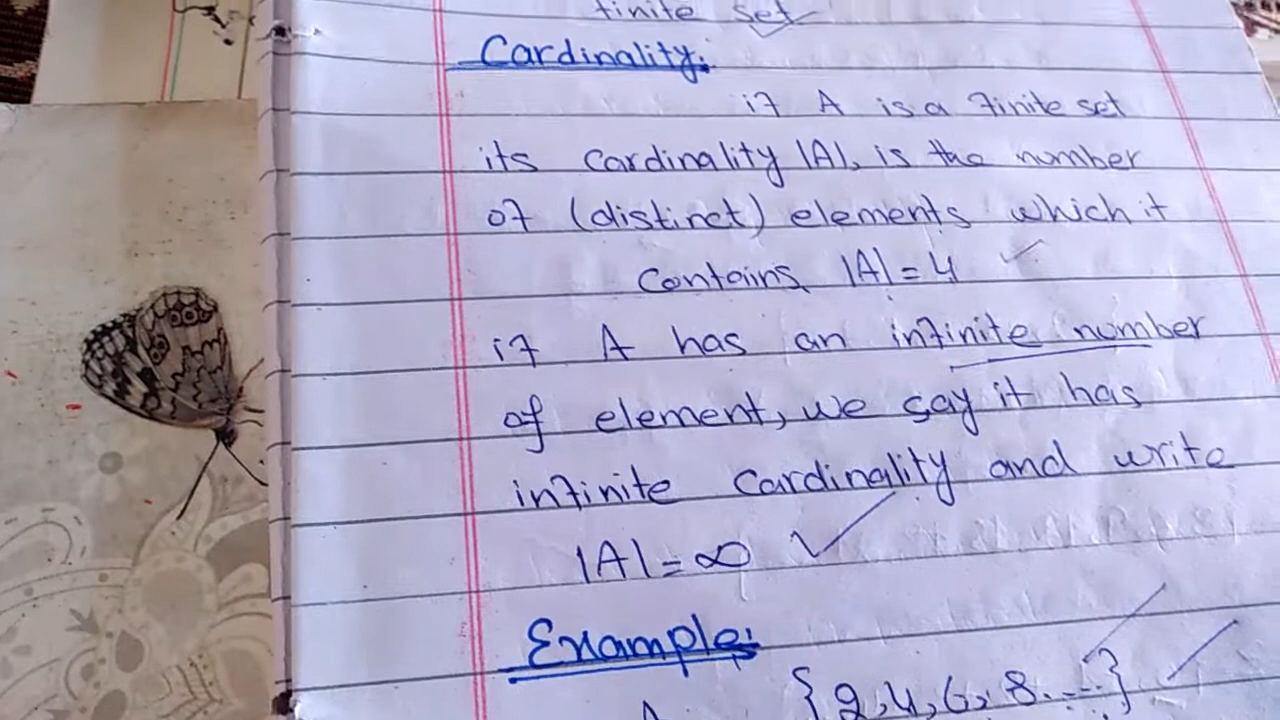 finite set
Cardinality:
if A is a finite set
its cardinality |A|, is the number
of (distinct) elements which it
contains |A| = 4
if A has an infinite number
of element, we say it has
infinite cardinality and write
|A| = ∞
Example:
{2,4,6,8....}